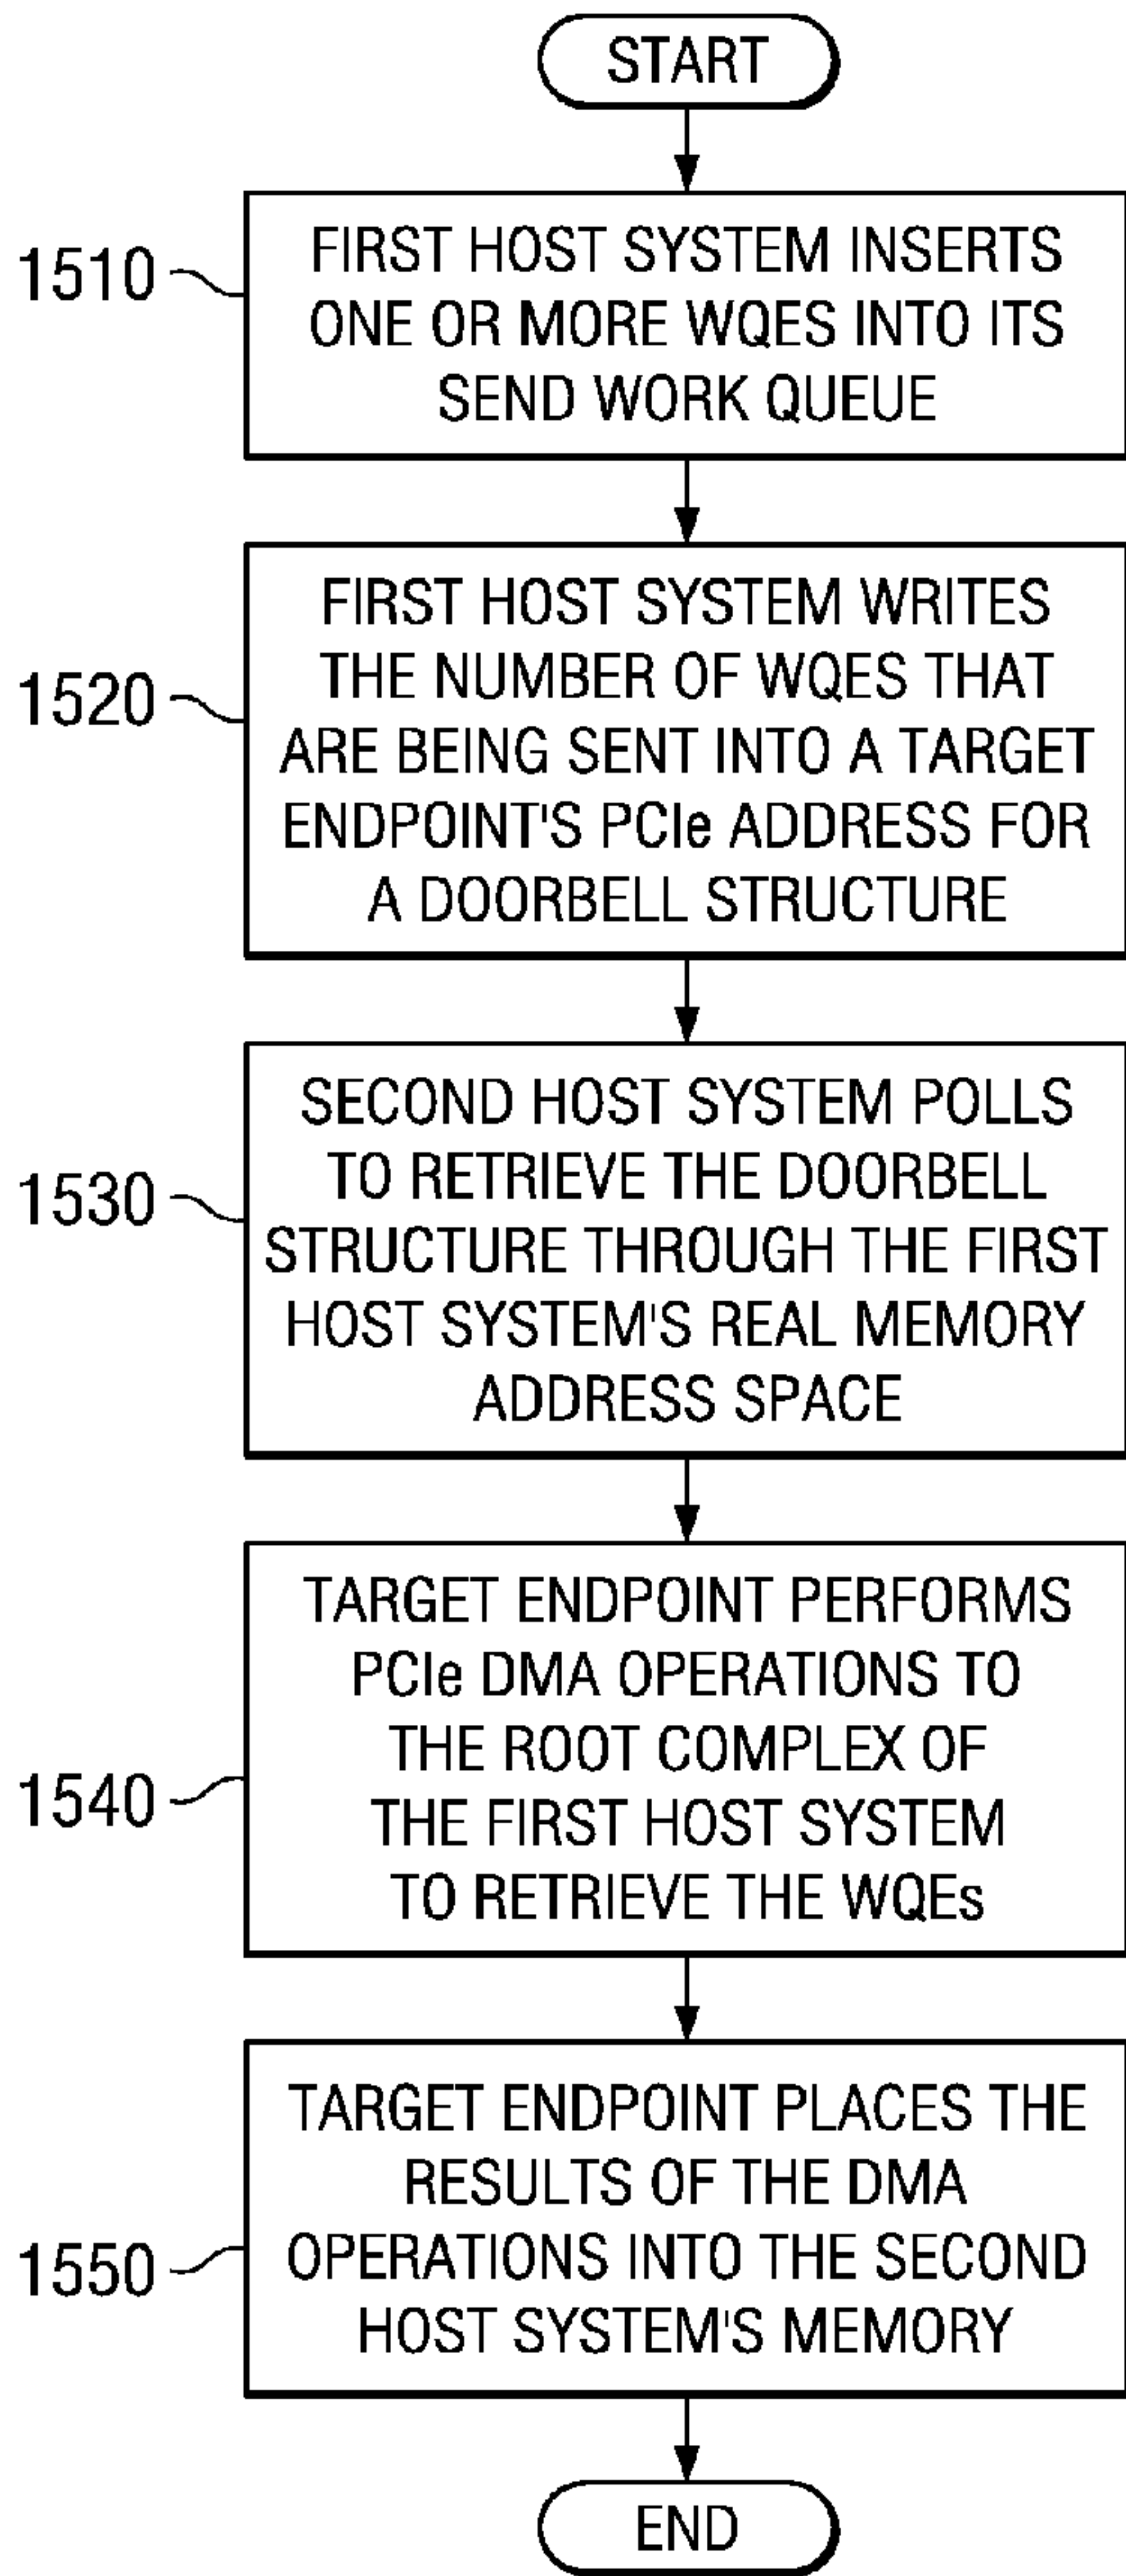 START
1510
FIRST HOST SYSTEM INSERTS
ONE OR MORE WQES INTO ITS
SEND WORK QUEUE
1520
FIRST HOST SYSTEM WRITES
THE NUMBER OF WQES THAT
ARE BEING SENT INTO A TARGET
ENDPOINT'S PCIe ADDRESS FOR
A DOORBELL STRUCTURE
1530
SECOND HOST SYSTEM POLLS
TO RETRIEVE THE DOORBELL
STRUCTURE THROUGH THE FIRST
HOST SYSTEM'S REAL MEMORY
ADDRESS SPACE
1540
TARGET ENDPOINT PERFORMS
PCIe DMA OPERATIONS TO
THE ROOT COMPLEX OF
THE FIRST HOST SYSTEM
TO RETRIEVE THE WQEs
1550
TARGET ENDPOINT PLACES THE
RESULTS OF THE DMA
OPERATIONS INTO THE SECOND
HOST SYSTEM'S MEMORY
END